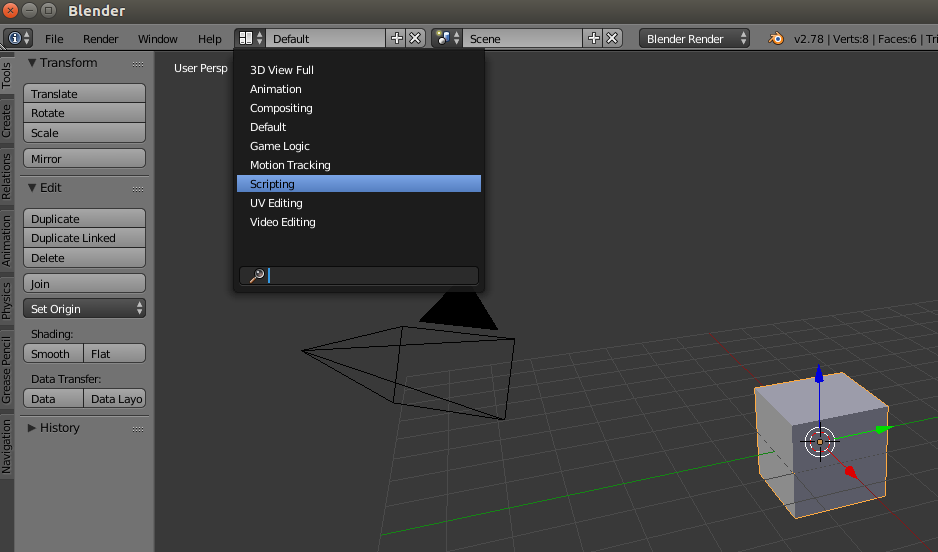 Blender
File Render Window Help Default Scene Blender Render v2.78 | Verts:8 | Faces:6 | Tri
Tools
Create
Relations
Animation
Physics
Grease Pencil
Navigation
Transform
Translate
Rotate
Scale
Mirror
Edit
Duplicate
Duplicate Linked
Delete
Join
Set Origin
Shading:
Smooth Flat
Data Transfer:
Data Data Layo
History
User Persp
3D View Full
Animation
Compositing
Default
Game Logic
Motion Tracking
Scripting
UV Editing
Video Editing